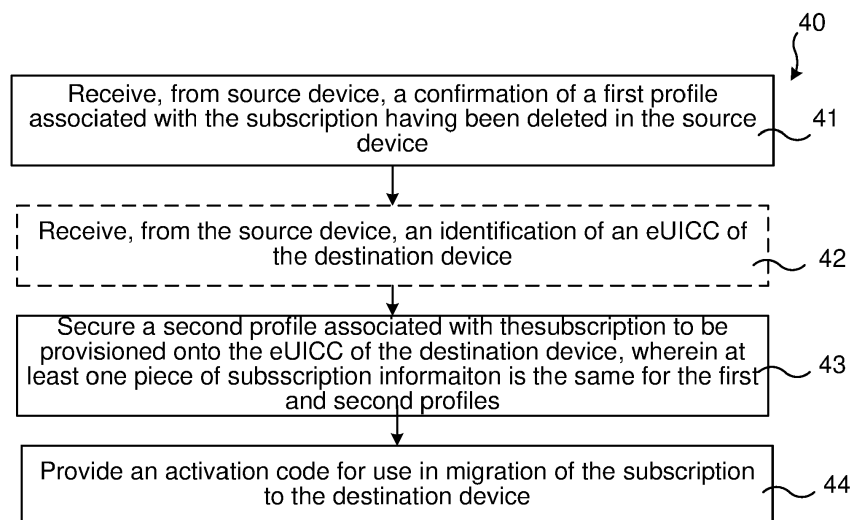 40
Receive, from source device, a confirmation of a first profile
associated with the subscription having been deleted in the source
device
41
Receive, from the source device, an identification of an eUICC of
the destination device
42
Secure a second profile associated with thesubscription to be
provisioned onto the eUICC of the destination device, wherein at
least one piece of subsscription informaiton is the same for the first
and second profiles
43
Provide an activation code for use in migration of the subscription
to the destination device
44